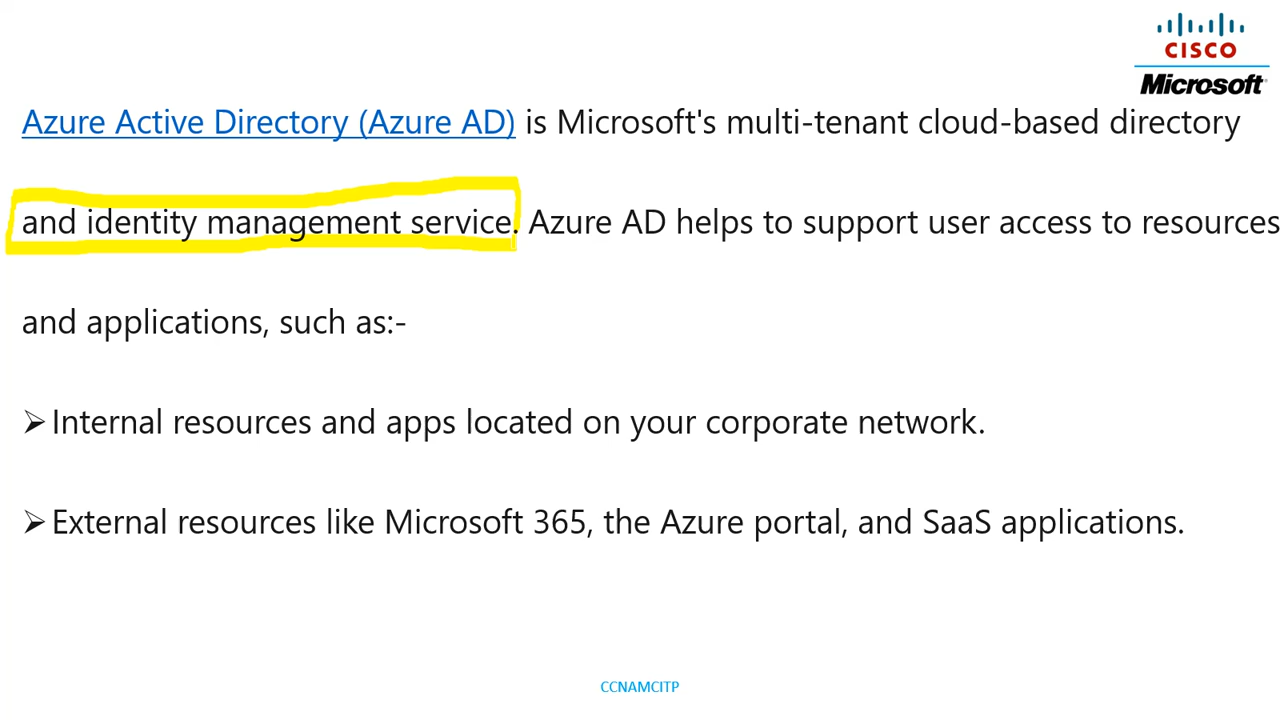 CISCO
Microsoft
Azure Active Directory (Azure AD) is Microsoft's multi-tenant cloud-based directory
and identity management service. Azure AD helps to support user access to resources
and applications, such as:-
➢Internal resources and apps located on your corporate network.
➢External resources like Microsoft 365, the Azure portal, and SaaS applications.
CCNAMCITP